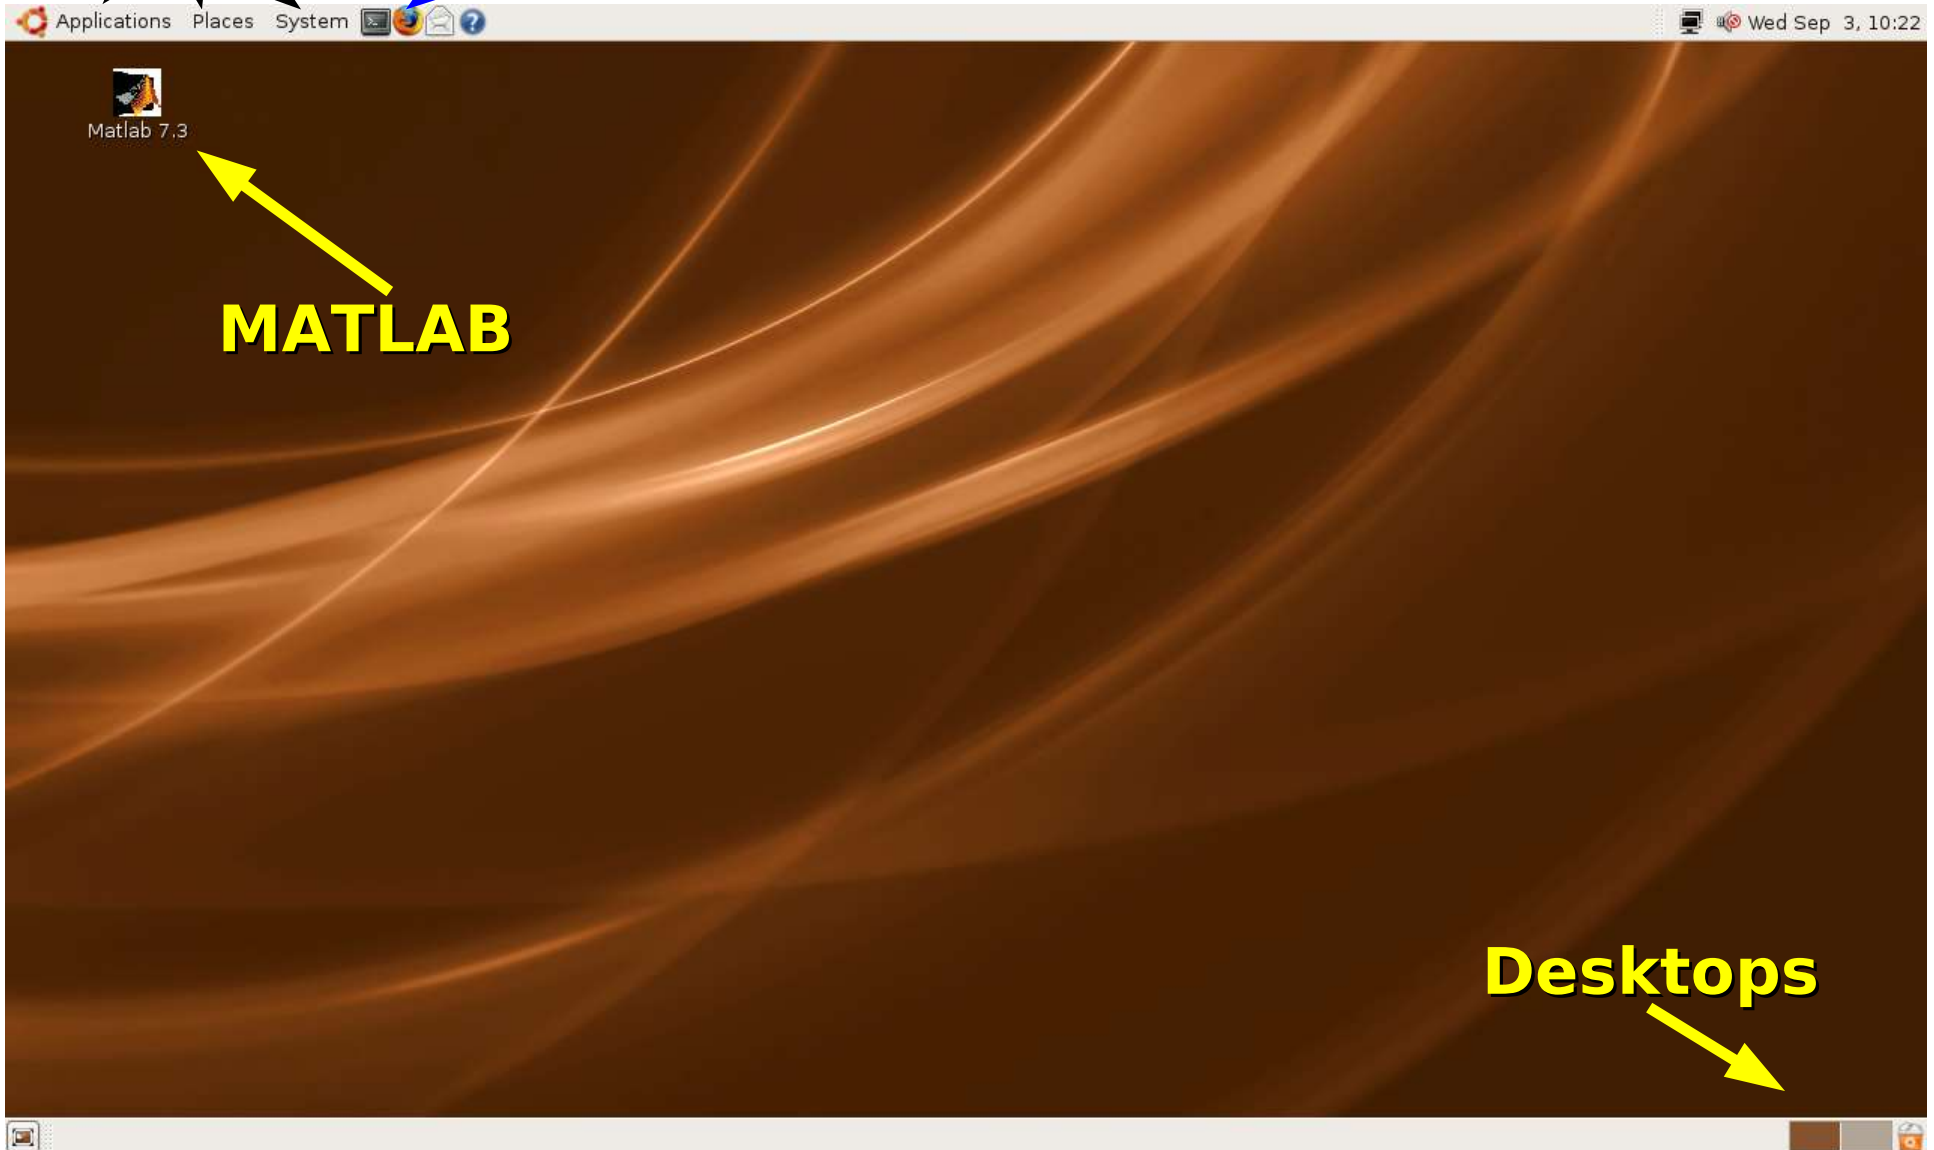 Applications Places System Wed Sep 3, 10:22
Matlab 7.3
MATLAB
Desktops